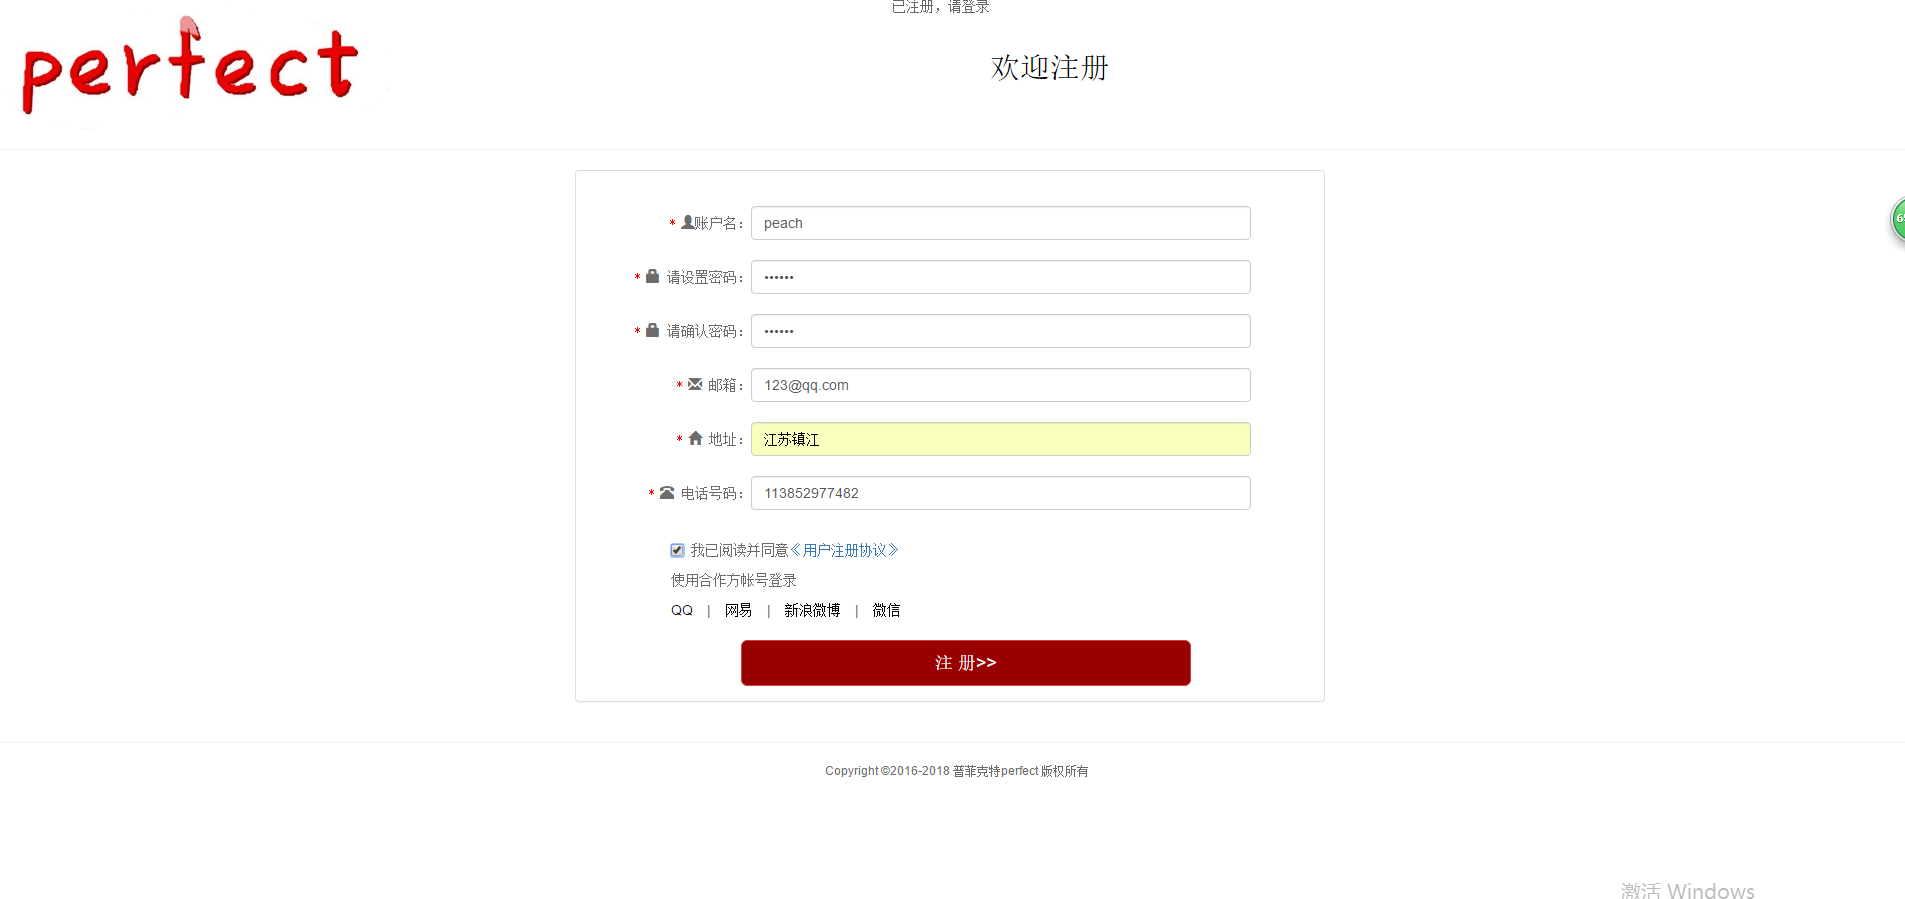 已注册，请登录
perfect
欢迎注册
* 账户名： peach
* 请设置密码： ••••••
* 请确认密码： ••••••
* 邮箱： 123@qq.com
* 地址： 江苏镇江
* 电话号码： 113852977482
我已阅读并同意《用户注册协议》
使用合作方帐号登录
QQ | 网易 | 新浪微博 | 微信
注 册>>
Copyright ©2016-2018 普菲克特perfect 版权所有
激活 Windows